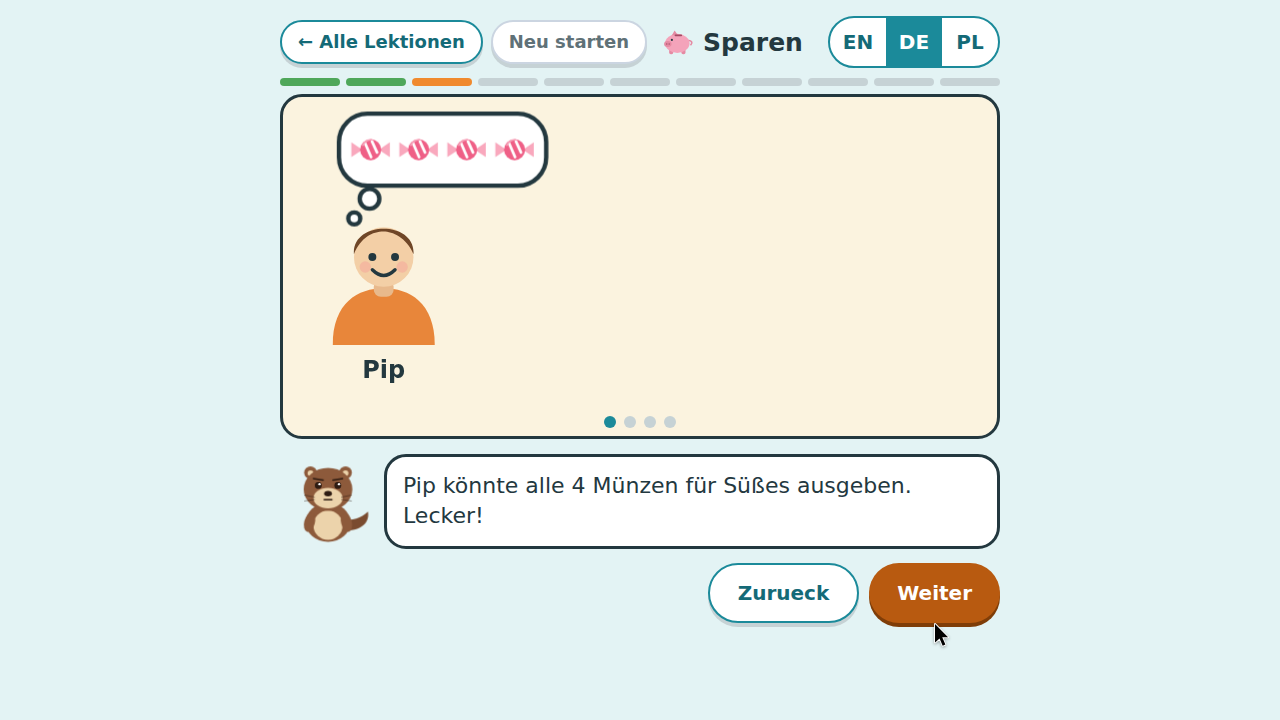 ← Alle Lektionen
Neu starten
Sparen
EN DE PL
Pip
Pip könnte alle 4 Münzen für Süßes ausgeben.
Lecker!
Zurueck
Weiter